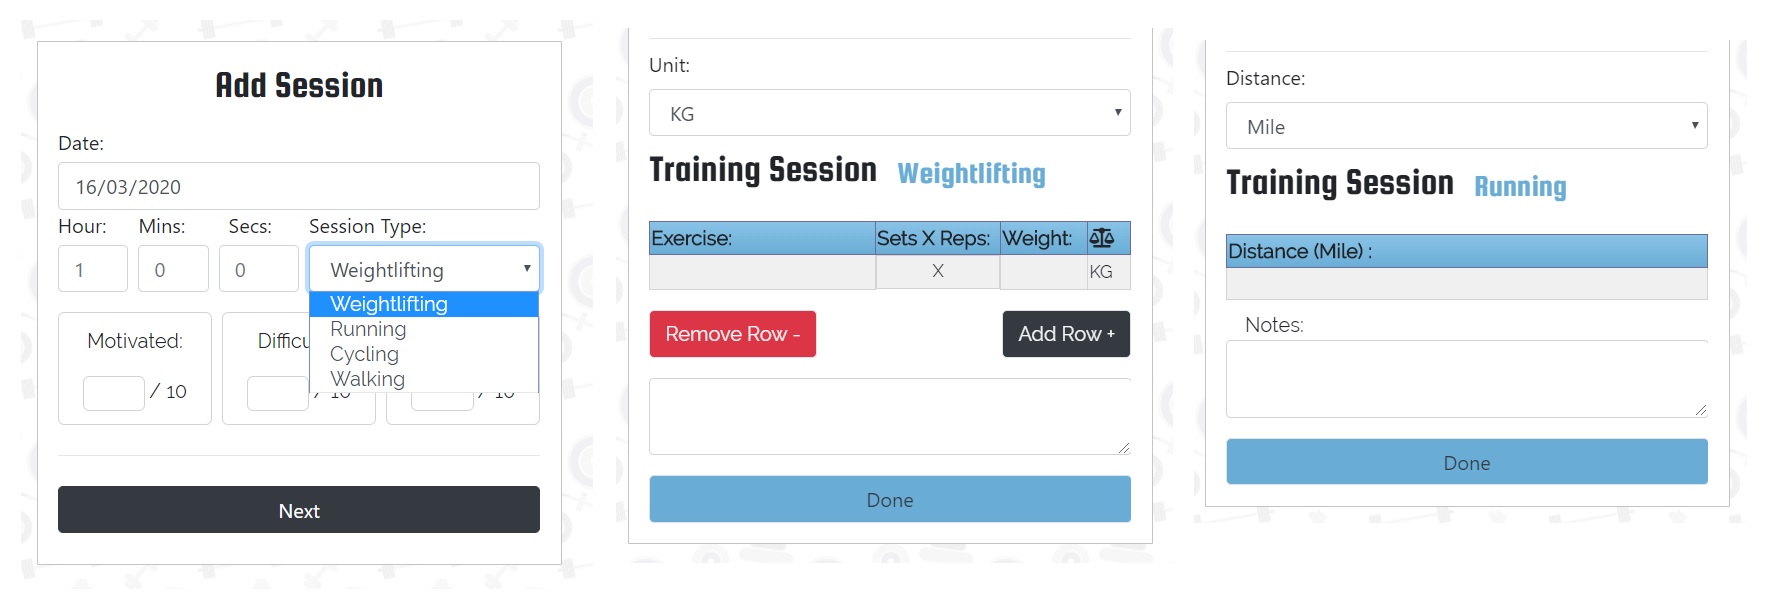 Add Session
Date:
16/03/2020
Hour: Mins: Secs: Session Type:
1 0 0 Weightlifting
Weightlifting
Running
Cycling
Walking
Motivated: Difficu
/ 10 / 10 / 10
Next
Unit:
KG
Training Session Weightlifting
Exercise: Sets X Reps: Weight:
X KG
Remove Row - Add Row +
Done
Distance:
Mile
Training Session Running
Distance (Mile) :
Notes:
Done